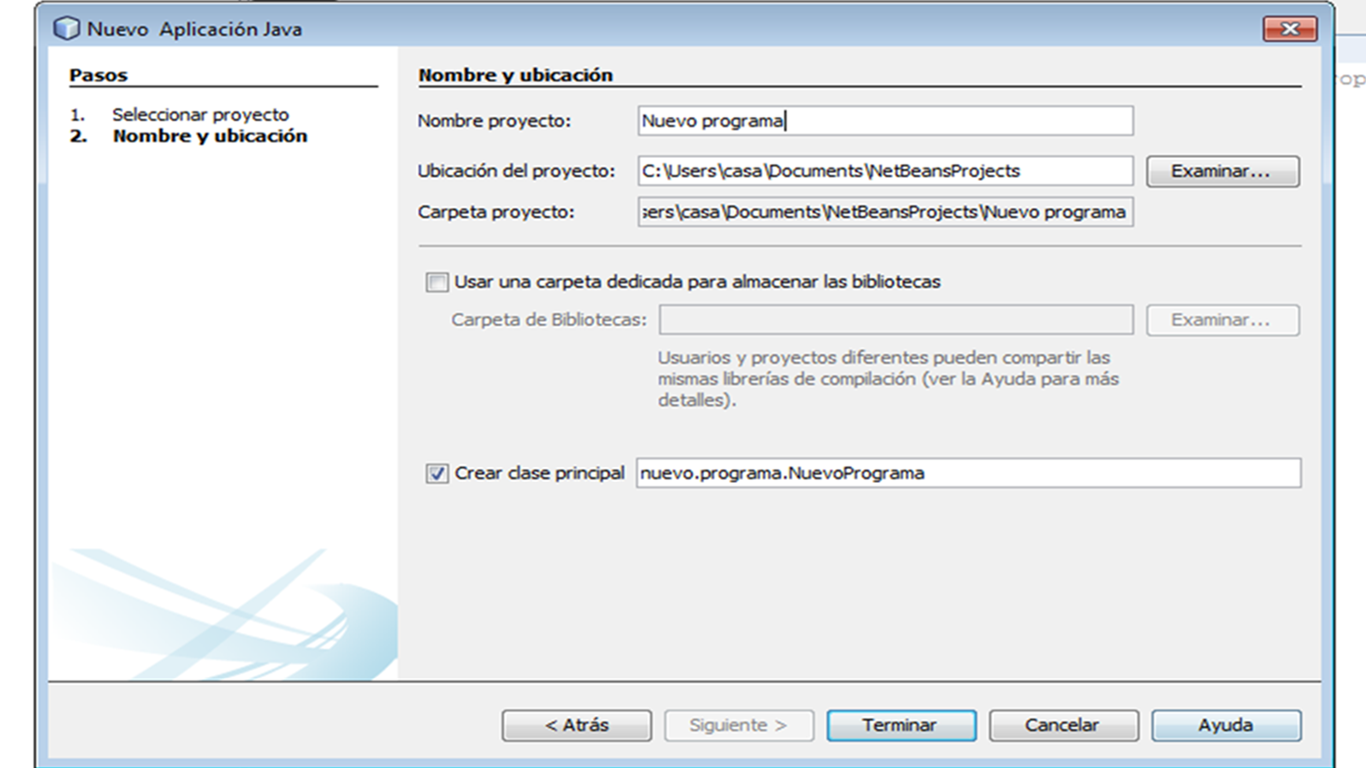 Nuevo Aplicación Java
Pasos
1. Seleccionar proyecto
2. Nombre y ubicación
Nombre y ubicación
Nombre proyecto: Nuevo programa
Ubicación del proyecto: C:\Users\casa\Documents\NetBeansProjects Examinar...
Carpeta proyecto: sers\casa\Documents\NetBeansProjects\Nuevo programa
Usar una carpeta dedicada para almacenar las bibliotecas
Carpeta de Bibliotecas: Examinar...
Usuarios y proyectos diferentes pueden compartir las
mismas librerías de compilación (ver la Ayuda para más
detalles).
Crear clase principal nuevo.programa.NuevoPrograma
< Atrás Siguiente > Terminar Cancelar Ayuda